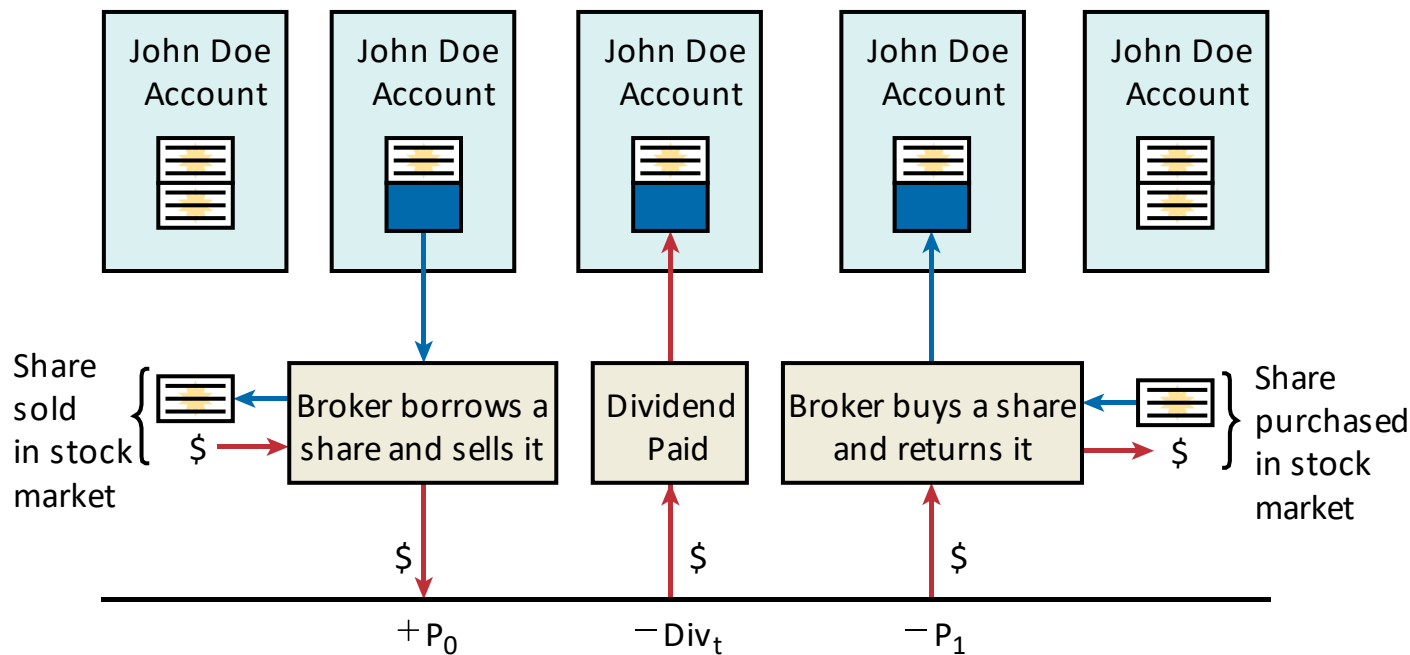 John Doe
Account
John Doe
Account
John Doe
Account
John Doe
Account
John Doe
Account
Share
sold
in stock
market
$
Broker borrows a
share and sells it
Dividend
Paid
Broker buys a share
and returns it
$
Share
purchased
in stock
market
$
$
$
+P₀
−Divₜ
−P₁